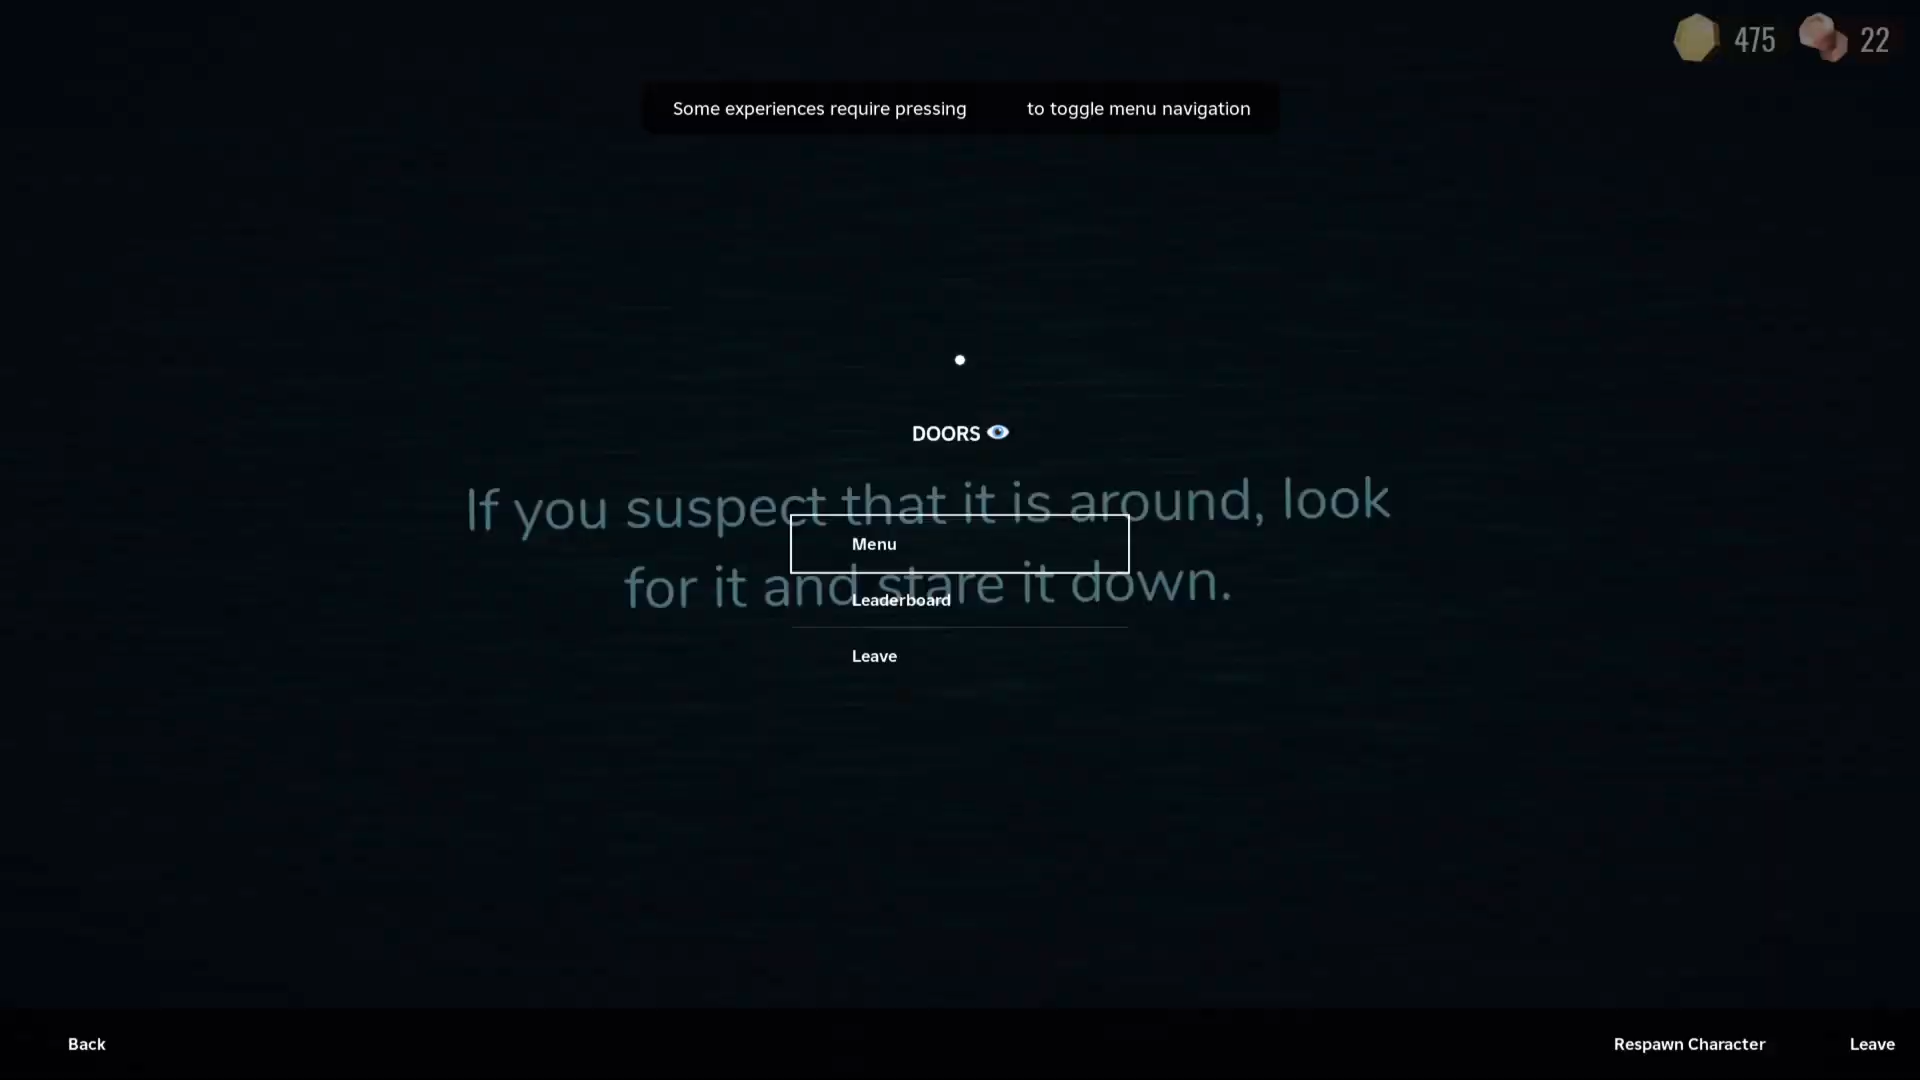 475 22
Some experiences require pressing to toggle menu navigation
DOORS
If you suspect that it is around, look
Menu
for it and stare it down.
Leaderboard
Leave
Back Respawn Character Leave